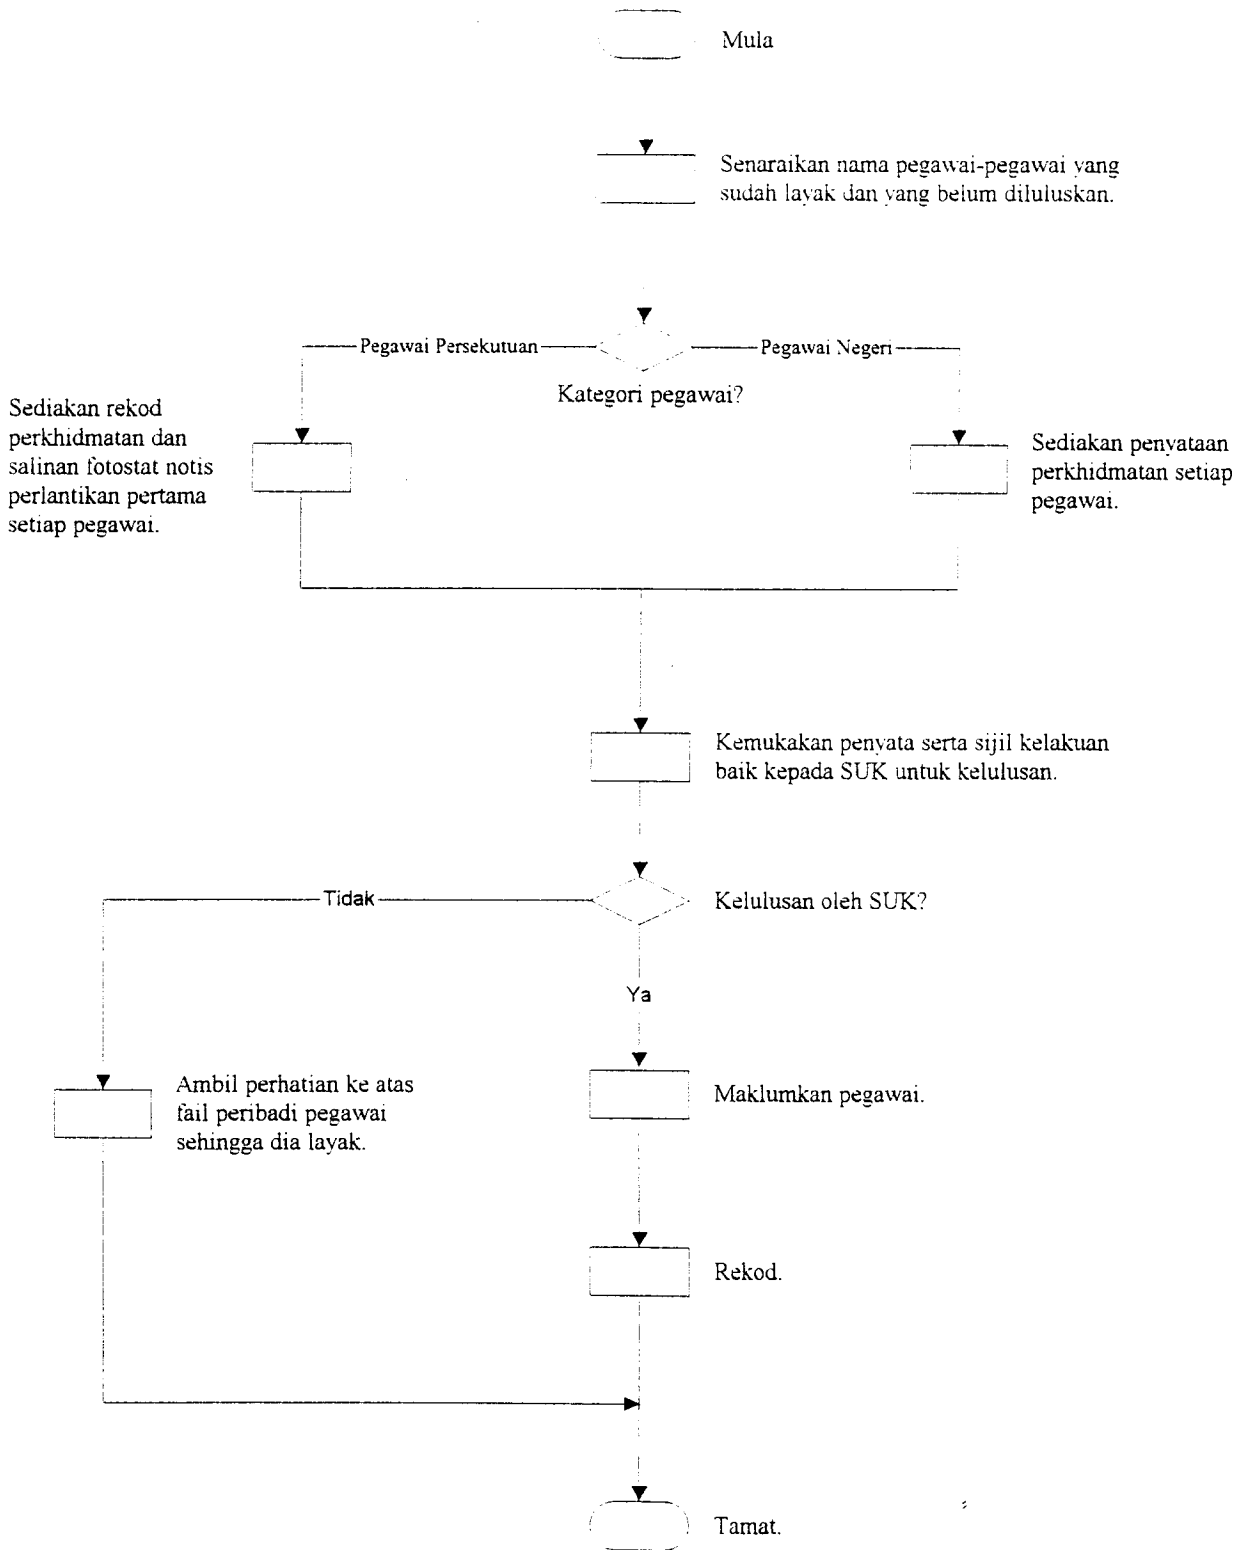 Mula
Senaraikan nama pegawai-pegawai yang
sudah layak dan yang belum diluluskan.
Pegawai Persekutuan
Pegawai Negeri
Kategori pegawai?
Sediakan rekod
perkhidmatan dan
salinan fotostat notis
perlantikan pertama
setiap pegawai.
Sediakan penyataan
perkhidmatan setiap
pegawai.
Kemukakan penyata serta sijil kelakuan
baik kepada SUK untuk kelulusan.
Tidak
Kelulusan oleh SUK?
Ya
Ambil perhatian ke atas
fail peribadi pegawai
sehingga dia layak.
Maklumkan pegawai.
Rekod.
Tamat.